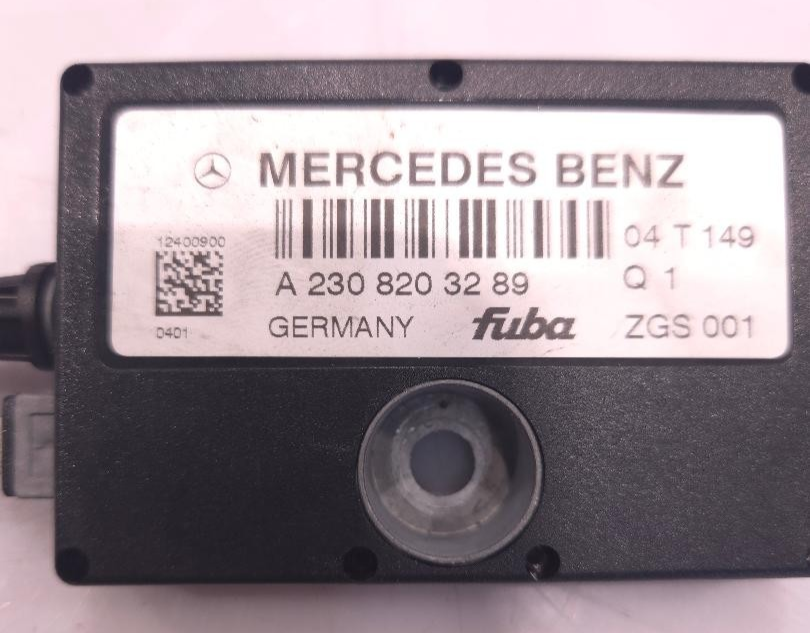 MERCEDES BENZ
12400900
04 T 149
A 230 820 32 89
Q 1
0401
GERMANY fuba ZGS 001